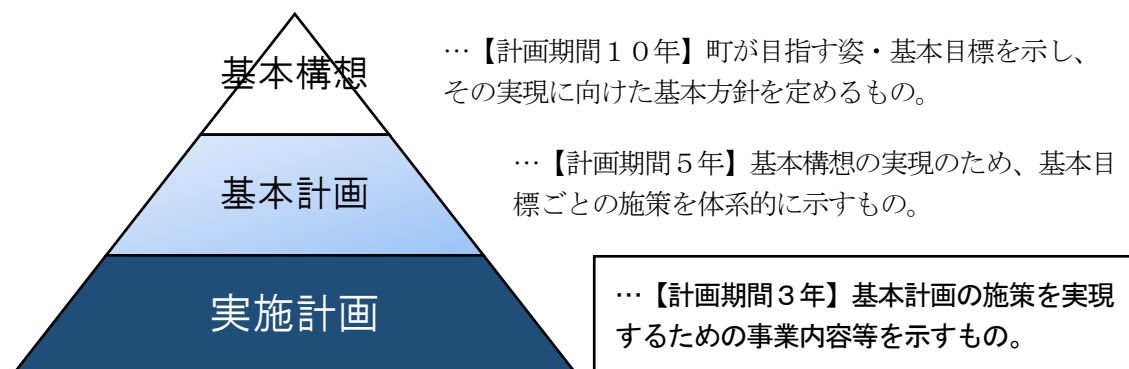 基本構想
…【計画期間１０年】町が目指す姿・基本目標を示し、
その実現に向けた基本方針を定めるもの。
基本計画
…【計画期間５年】基本構想の実現のため、基本目
標ごとの施策を体系的に示すもの。
実施計画
…【計画期間３年】基本計画の施策を実現
するための事業内容等を示すもの。